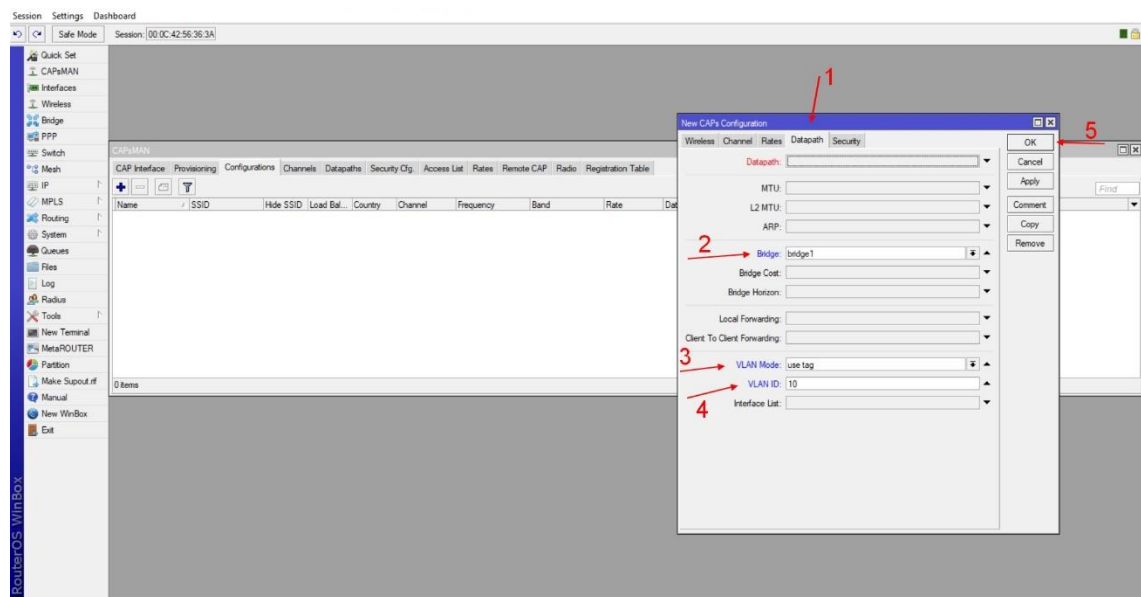 Session Settings Dashboard
Safe Mode Session: 00:0C:42:56:36:3A
Quick Set
CAPsMAN
Interfaces
Wireless
Bridge
PPP
Switch
Mesh
IP
MPLS
Routing
System
Queues
Files
Log
Radius
Tools
New Terminal
MetaROUTER
Partition
Make Supout.rif
Manual
New WinBox
Exit
RouterOS WinBox
CAPsMAN
CAP Interface Provisioning Configurations Channels Datapaths Security Cfg. Access List Rates Remote CAP Radio Registration Table
Find
Name / SSID Hide SSID Load Bal... Country Channel Frequency Band Rate Dat
0 items
1
New CAPs Configuration
Wireless Channel Rates Datapath Security
Datapath:
MTU:
L2 MTU:
ARP:
2
Bridge: bridge1
Bridge Cost:
Bridge Horizon:
Local Forwarding:
Client To Client Forwarding:
3
VLAN Mode: use tag
VLAN ID: 10
4
Interface List:
OK
5
Cancel
Apply
Comment
Copy
Remove